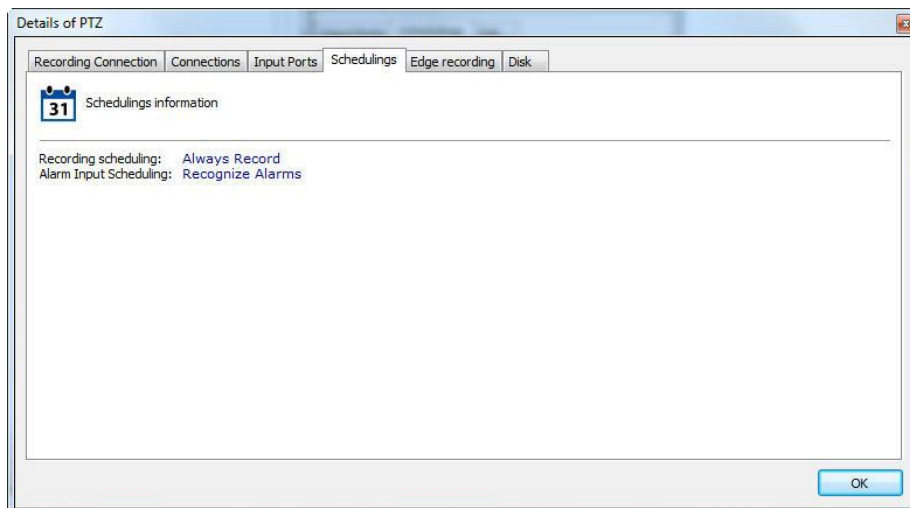 Details of PTZ
Recording Connection Connections Input Ports Schedulings Edge recording Disk
31 Schedulings information
Recording scheduling: Always Record
Alarm Input Scheduling: Recognize Alarms
OK